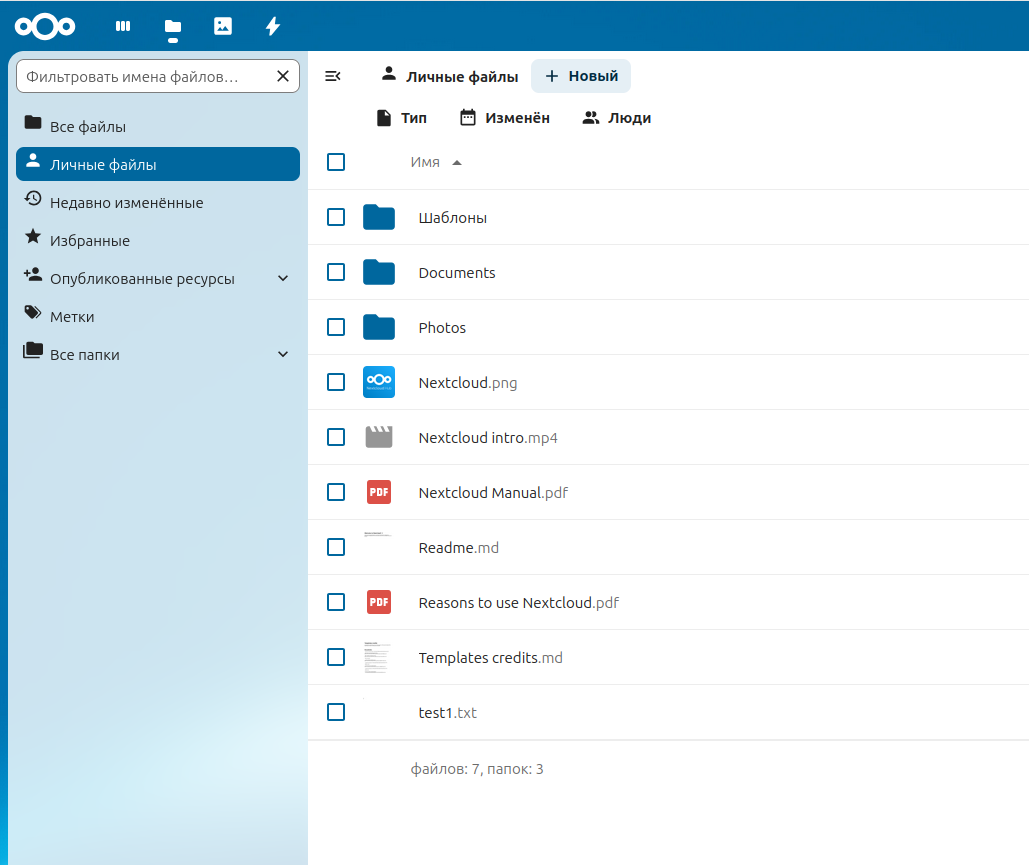 Фильтровать имена файлов…
Все файлы
Личные файлы
Недавно изменённые
Избранные
Опубликованные ресурсы
Метки
Все папки
Личные файлы
Новый
Тип
Изменён
Люди
Имя
Шаблоны
Documents
Photos
Nextcloud.png
Nextcloud intro.mp4
PDF
Nextcloud Manual.pdf
Readme.md
PDF
Reasons to use Nextcloud.pdf
Templates credits.md
test1.txt
файлов: 7, папок: 3